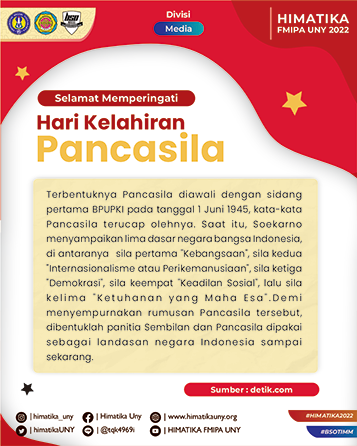 bso
Divisi
Media
HIMATIKA
FMIPA UNY 2022
Selamat Memperingati
Hari Kelahiran
Pancasila
Terbentuknya Pancasila diawali dengan sidang
pertama BPUPKI pada tanggal 1 Juni 1945, kata-kata
Pancasila terucap olehnya. Saat itu, Soekarno
menyampaikan lima dasar negara bangsa Indonesia,
di antaranya sila pertama "Kebangsaan", sila kedua
"Internasionalisme atau Perikemanusiaan", sila ketiga
"Demokrasi", sila keempat "Keadilan Sosial", lalu sila
kelima "Ketuhanan yang Maha Esa".Demi
menyempurnakan rumusan Pancasila tersebut,
dibentuklah panitia Sembilan dan Pancasila dipakai
sebagai landasan negara Indonesia sampai
sekarang.
Sumber : detik.com
| himatika_uny | Himatika Uny | www.himatikauny.org
| himatikaUNY | @tqk4969i | HIMATIKA FMIPA UNY
#HIMATIKA2022
#BSOTIMM